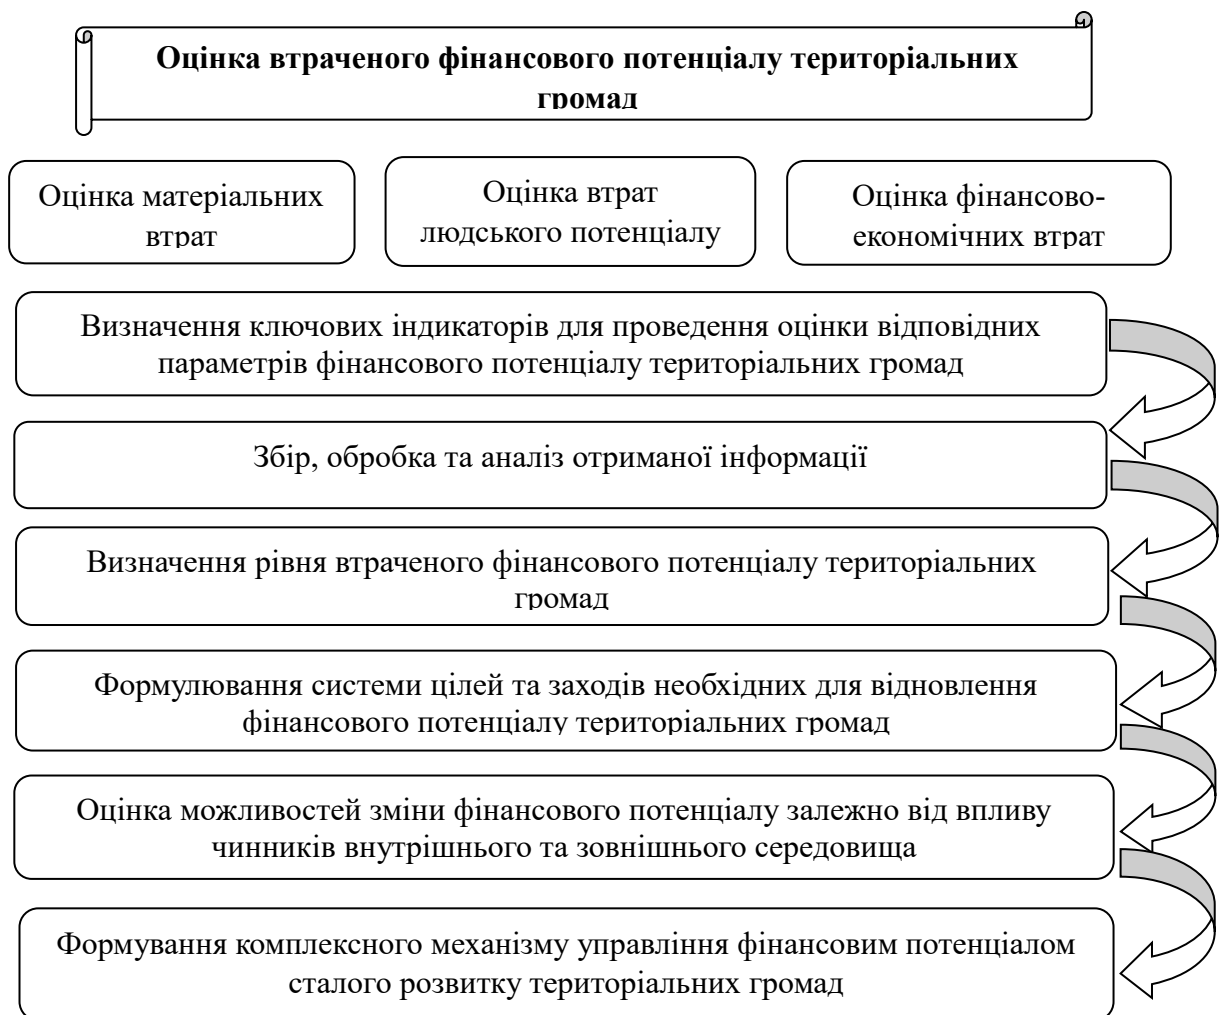 Оцінка втраченого фінансового потенціалу територіальних
громад
Оцінка матеріальних
втрат
Оцінка втрат
людського потенціалу
Оцінка фінансово-
економічних втрат
Визначення ключових індикаторів для проведення оцінки відповідних
параметрів фінансового потенціалу територіальних громад
Збір, обробка та аналіз отриманої інформації
Визначення рівня втраченого фінансового потенціалу територіальних
громад
Формулювання системи цілей та заходів необхідних для відновлення
фінансового потенціалу територіальних громад
Оцінка можливостей зміни фінансового потенціалу залежно від впливу
чинників внутрішнього та зовнішнього середовища
Формування комплексного механізму управління фінансовим потенціалом
сталого розвитку територіальних громад